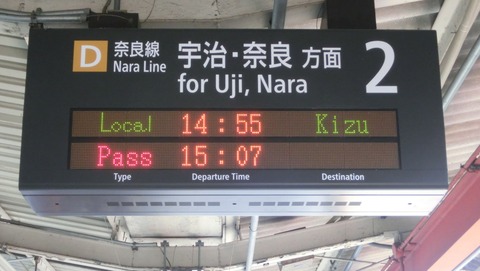 D 奈良線 宇治・奈良 方面 2
Nara Line for Uji, Nara
Local 14:55 Kizu
Pass 15:07
Type Departure Time Destination